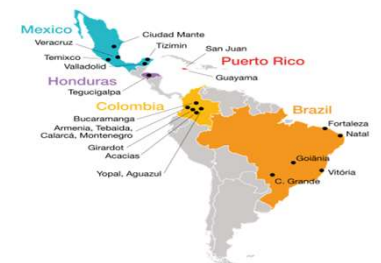 Mexico
Ciudad Mante
Veracruz
Tizimin
San Juan
Temixco
Valladolid
Puerto Rico
Honduras
Guayama
Tegucigalpa
Colombia
Brazil
Bucaramanga
Armenia, Tebaida,
Calarcá, Montenegro
Fortaleza
Natal
Girardot
Acacias
Goiânia
Vitória
Yopal, Aguazul
C. Grande